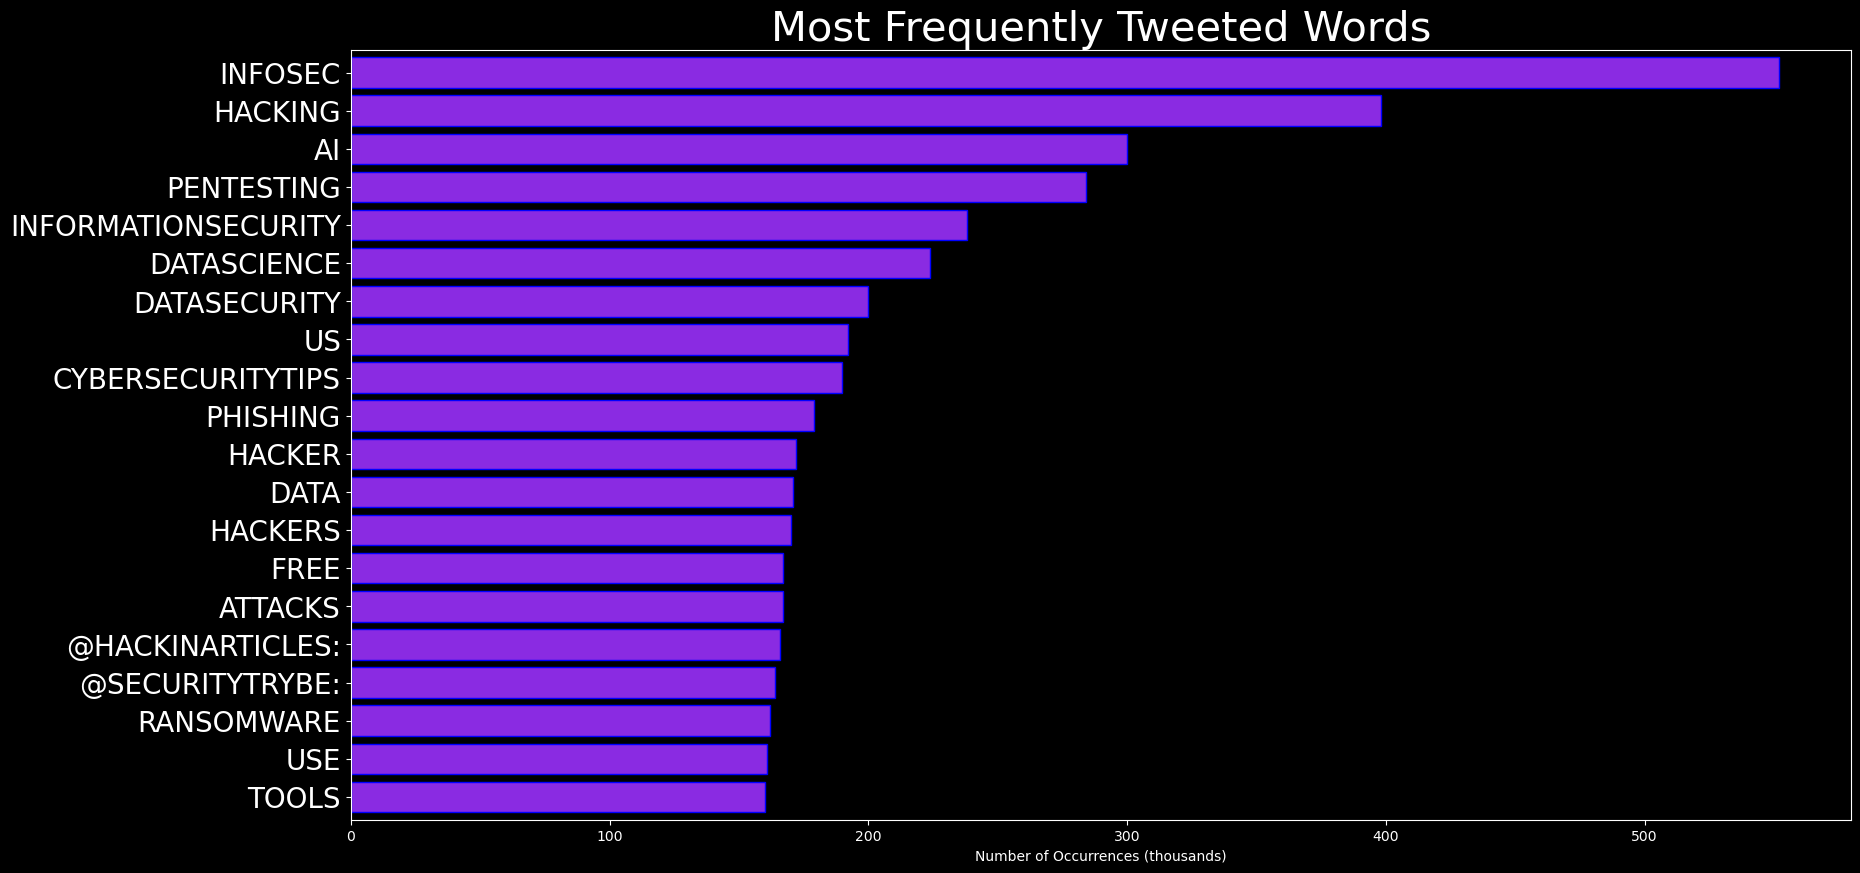 Most Frequently Tweeted Words
INFOSEC
HACKING
AI
PENTESTING
INFORMATIONSECURITY
DATASCIENCE
DATASECURITY
US
CYBERSECURITYTIPS
PHISHING
HACKER
DATA
HACKERS
FREE
ATTACKS
@HACKINARTICLES:
@SECURITYTRYBE:
RANSOMWARE
USE
TOOLS
0 100 200 300 400 500
Number of Occurrences (thousands)